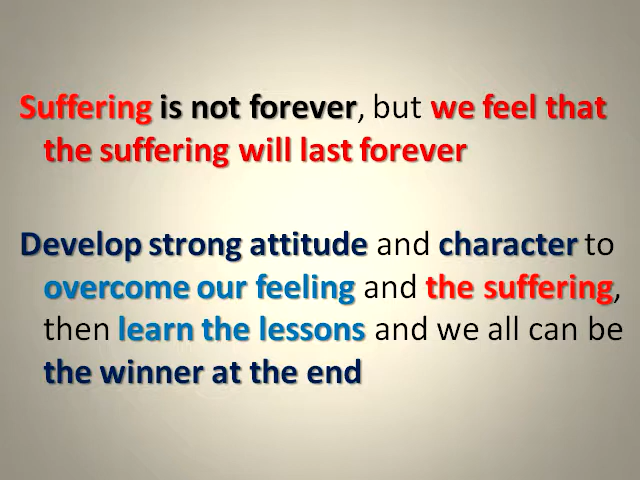 Suffering is not forever, but we feel that
the suffering will last forever
Develop strong attitude and character to
overcome our feeling and the suffering,
then learn the lessons and we all can be
the winner at the end